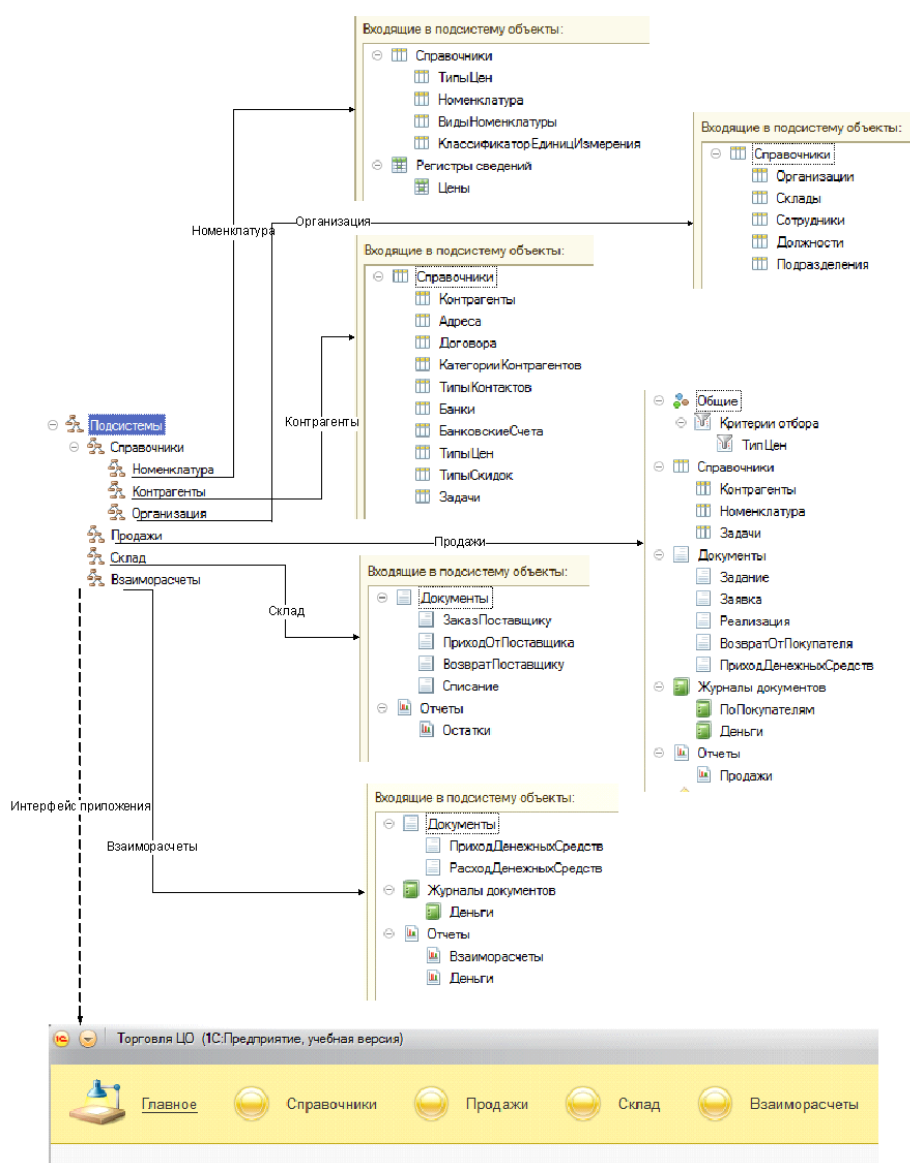 Входящие в подсистему объекты:
Справочники
ТипыЦен
Номенклатура
ВидыНоменклатуры
КлассификаторЕдиницИзмерения
Регистры сведений
Цены
Входящие в подсистему объекты:
Справочники
Организации
Склады
Сотрудники
Должности
Подразделения
Организация
Номенклатура
Входящие в подсистему объекты:
Справочники
Контрагенты
Адреса
Договора
КатегорииКонтрагентов
ТипыКонтактов
Банки
БанковскиеСчета
ТипыЦен
ТипыСкидок
Задачи
Контрагенты
Подсистемы
Справочники
Номенклатура
Контрагенты
Организация
Продажи
Склад
Взаиморасчеты
Продажи
Общие
Критерии отбора
ТипЦен
Справочники
Контрагенты
Номенклатура
Задачи
Документы
Задание
Заявка
Реализация
ВозвратОтПокупателя
ПриходДенежныхСредств
Журналы документов
ПоПокупателям
Деньги
Отчеты
Продажи
Склад
Входящие в подсистему объекты:
Документы
ЗаказПоставщику
ПриходОтПоставщика
ВозвратПоставщику
Списание
Отчеты
Остатки
Интерфейс приложения
Взаиморасчеты
Входящие в подсистему объекты:
Документы
ПриходДенежныхСредств
РасходДенежныхСредств
Журналы документов
Деньги
Отчеты
Взаиморасчеты
Деньги
Торговля ЦО (1С:Предприятие, учебная версия)
Главное Справочники Продажи Склад Взаиморасчеты